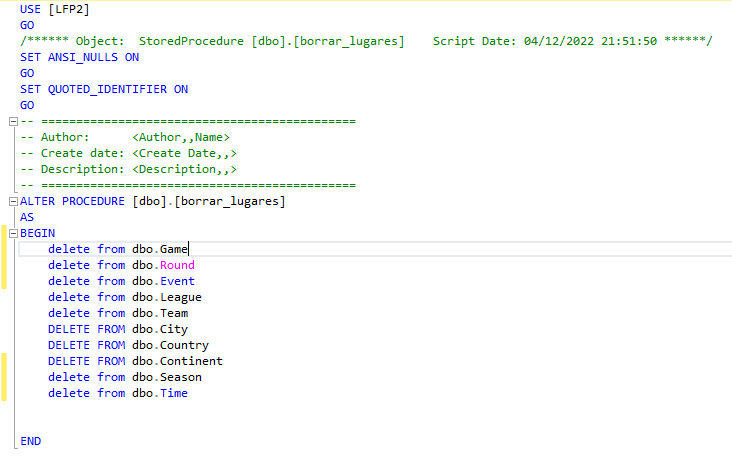 USE [LFP2]
GO
/****** Object:  StoredProcedure [dbo].[borrar_lugares]    Script Date: 04/12/2022 21:51:50 ******/
SET ANSI_NULLS ON
GO
SET QUOTED_IDENTIFIER ON
GO
-- =============================================
-- Author:      <Author,,Name>
-- Create date: <Create Date,,>
-- Description: <Description,,>
-- =============================================
ALTER PROCEDURE [dbo].[borrar_lugares]
AS
BEGIN
    delete from dbo.Game
    delete from dbo.Round
    delete from dbo.Event
    delete from dbo.League
    delete from dbo.Team
    DELETE FROM dbo.City
    DELETE FROM dbo.Country
    DELETE FROM dbo.Continent
    delete from dbo.Season
    delete from dbo.Time
END